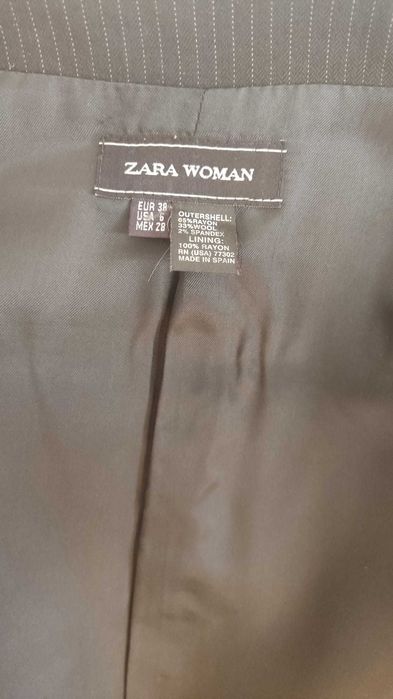 ZARA WOMAN
EUR 38
USA 6
MEX 28
OUTERSHELL:
65%RAYON
33%WOOL
2% SPANDEX
LINING:
100% RAYON
RN (USA) 77302
MADE IN SPAIN